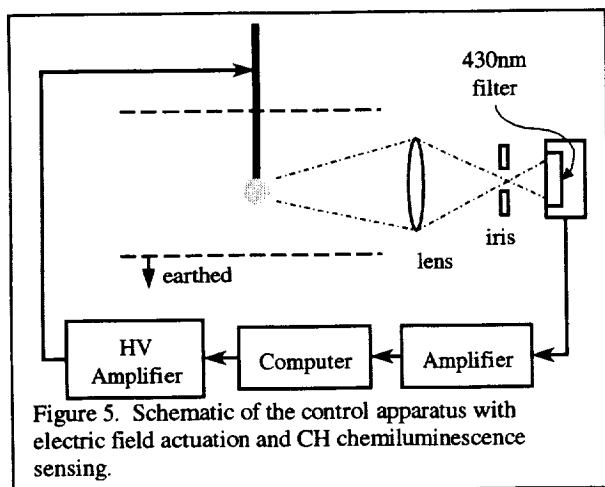 430nm
filter
iris
lens
earthed
HV
Amplifier
Computer
Amplifier
Figure 5. Schematic of the control apparatus with
electric field actuation and CH chemiluminescence
sensing.